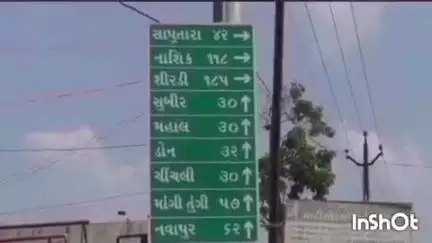 સાપુતારા ૪૨ →
નાશિક ૧૧૮ →
શીરડી ૧૮૫ →
સુબીર ૩૦ ↑
મહાલ ૩૦ ↑
ડોન ૩૨ ↑
ચીંચલી ૩૦ ↑
માંગી તુંગી ૫૭ ↑
નવાપુર ૬૨ ↑
InShOt